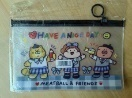 HAVE A NICE DAY
MEATBALL & FRIENDS